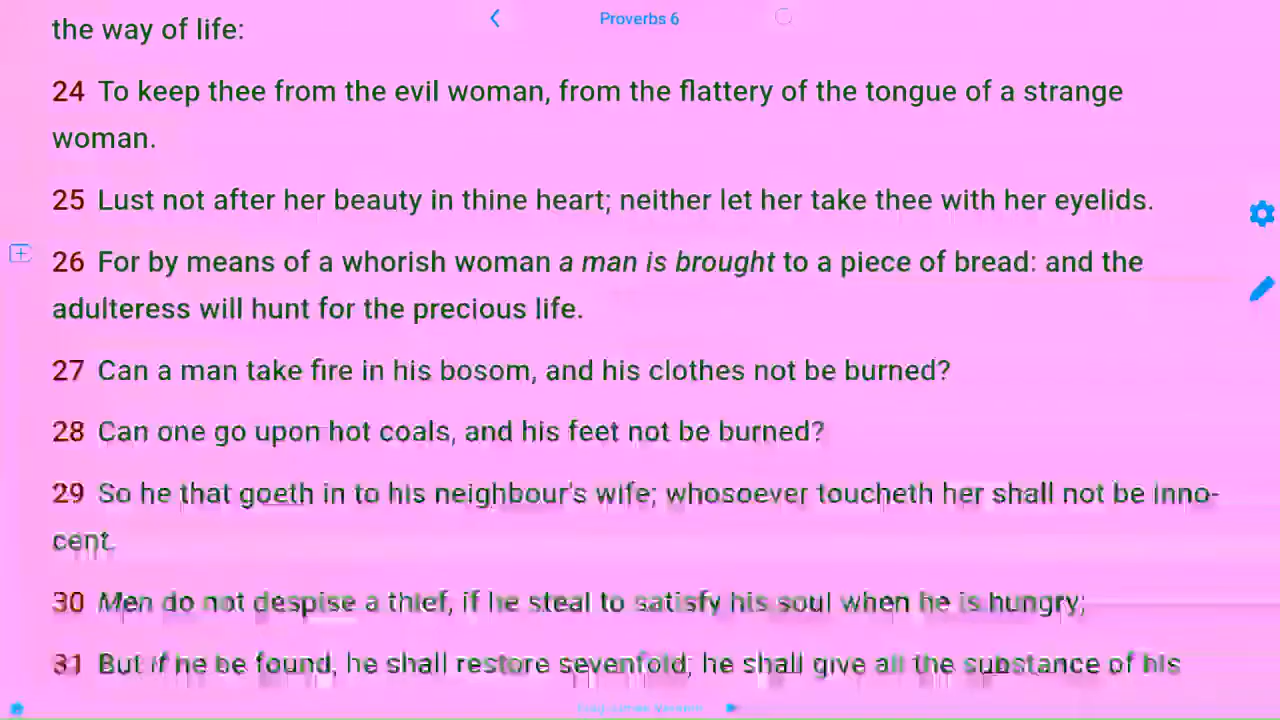 Proverbs 6
the way of life:
24 To keep thee from the evil woman, from the flattery of the tongue of a strange
woman.
25 Lust not after her beauty in thine heart; neither let her take thee with her eyelids.
26 For by means of a whorish woman a man is brought to a piece of bread: and the
adulteress will hunt for the precious life.
27 Can a man take fire in his bosom, and his clothes not be burned?
28 Can one go upon hot coals, and his feet not be burned?
29 So he that goeth in to his neighbour's wife; whosoever toucheth her shall not be inno-
cent.
30 Men do not despise a thief, if he steal to satisfy his soul when he is hungry;
31 But if he be found, he shall restore sevenfold; he shall give all the substance of his
King James Version